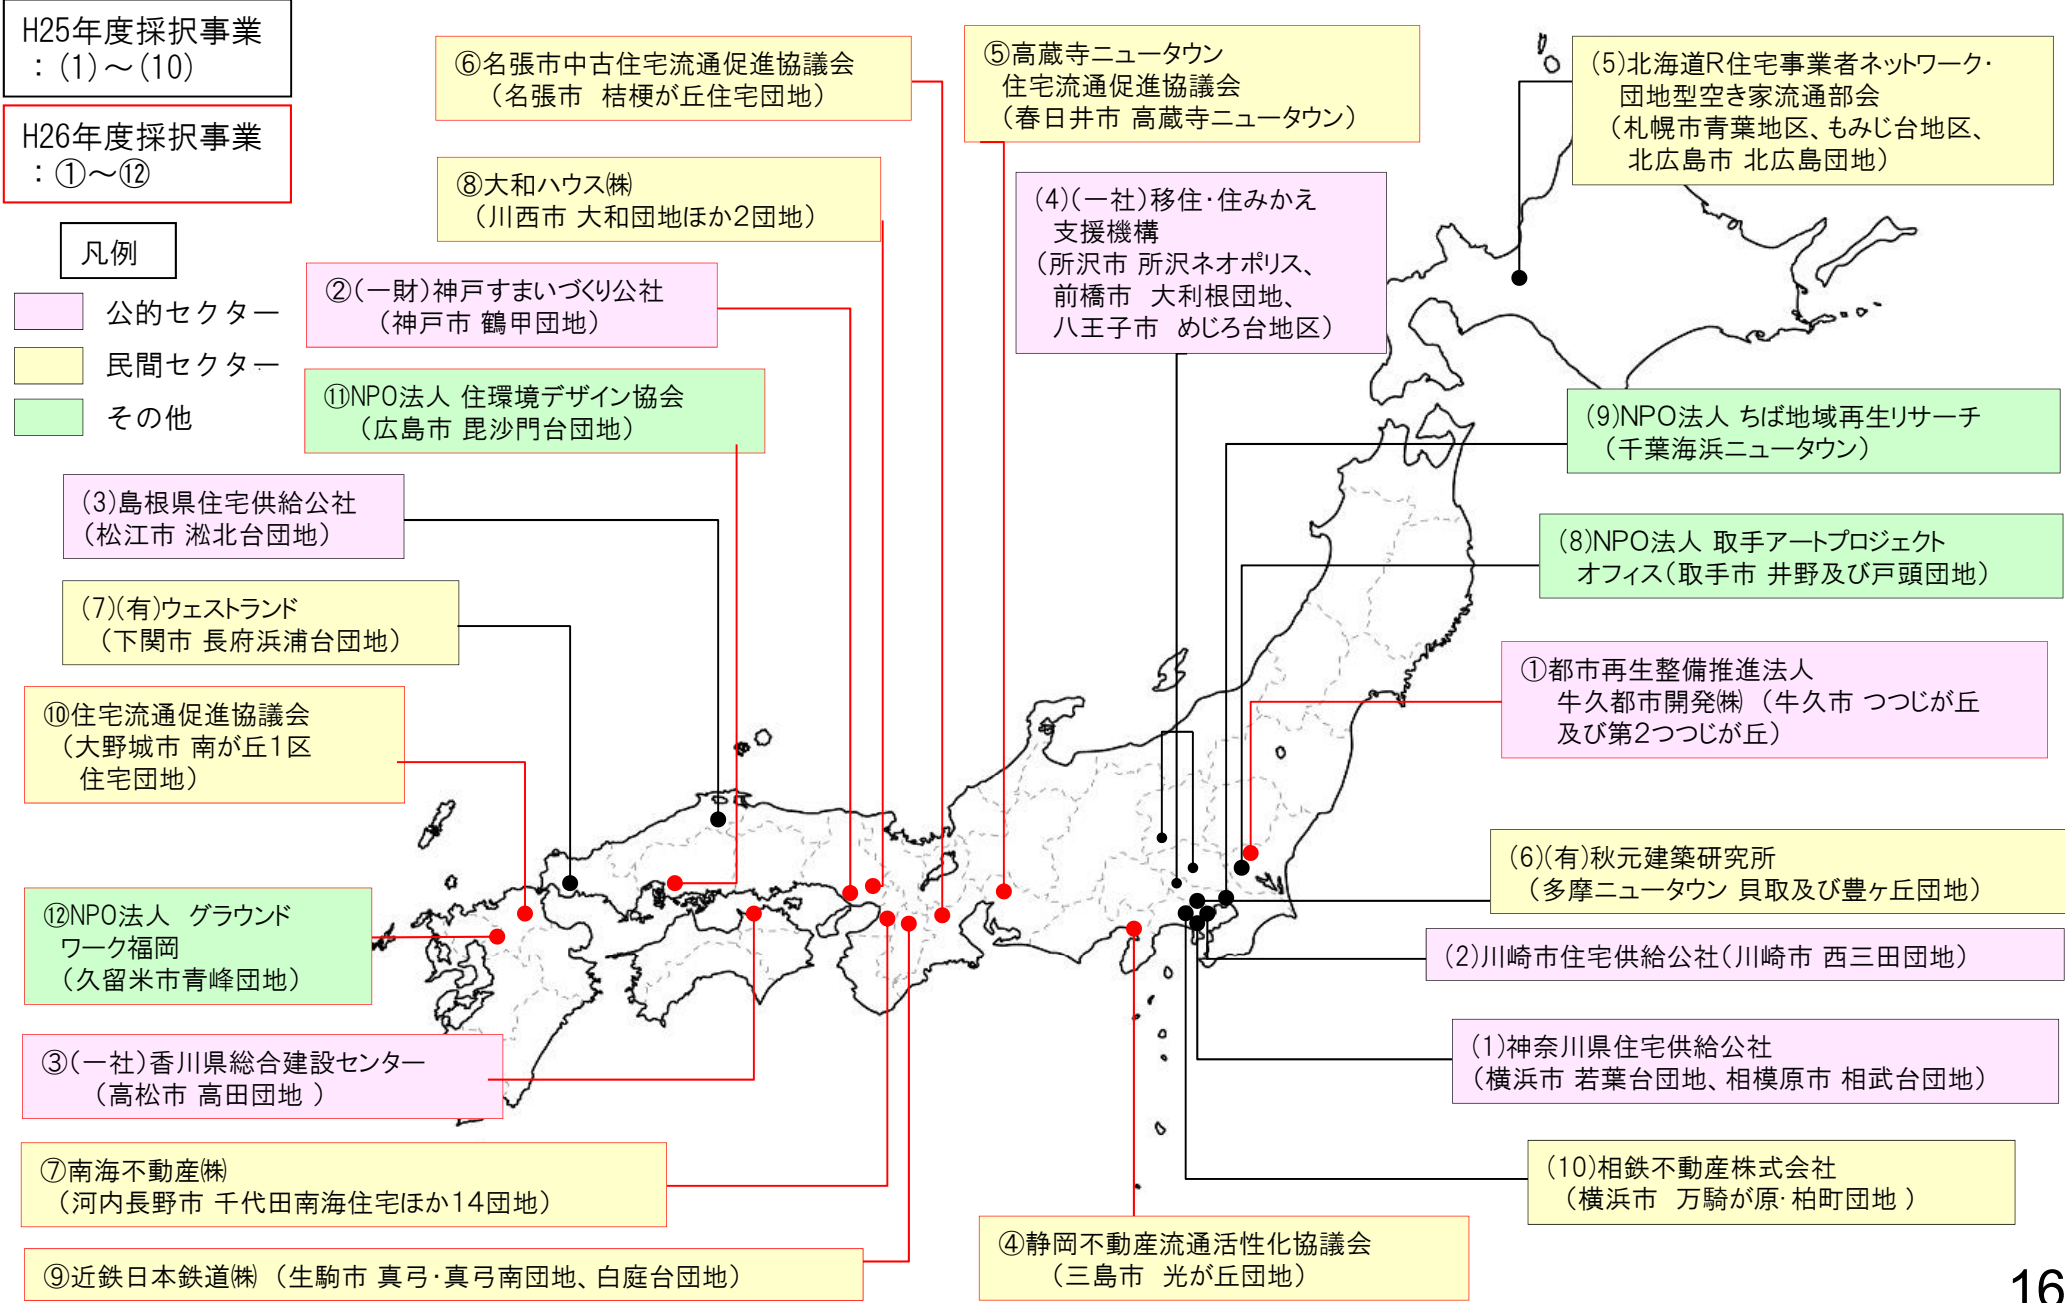 H25年度採択事業
：(1)～(10)
H26年度採択事業
：①～⑫
凡例
公的セクター
民間セクター
その他
⑥名張市中古住宅流通促進協議会
（名張市 桔梗が丘住宅団地）
⑧大和ハウス㈱
（川西市 大和団地ほか2団地）
②(一財)神戸すまいづくり公社
（神戸市 鶴甲団地）
⑪NPO法人 住環境デザイン協会
（広島市 毘沙門台団地）
(3)島根県住宅供給公社
（松江市 淞北台団地）
(7)(有)ウェストランド
（下関市 長府浜浦台団地）
⑩住宅流通促進協議会
（大野城市 南が丘1区
住宅団地）
⑫NPO法人 グラウンド
ワーク福岡
（久留米市青峰団地）
③(一社)香川県総合建設センター
（高松市 高田団地 ）
⑦南海不動産㈱
（河内長野市 千代田南海住宅ほか14団地）
⑨近鉄日本鉄道㈱（生駒市 真弓・真弓南団地、白庭台団地）
⑤高蔵寺ニュータウン
住宅流通促進協議会
（春日井市 高蔵寺ニュータウン）
(4)(一社)移住・住みかえ
支援機構
（所沢市 所沢ネオポリス、
前橋市 大利根団地、
八王子市 めじろ台地区）
(5)北海道R住宅事業者ネットワーク・
団地型空き家流通部会
（札幌市青葉地区、もみじ台地区、
北広島市 北広島団地）
(9)NPO法人 ちば地域再生リサーチ
（千葉海浜ニュータウン）
(8)NPO法人 取手アートプロジェクト
オフィス（取手市 井野及び戸頭団地）
①都市再生整備推進法人
牛久都市開発㈱（牛久市 つつじが丘
及び第2つつじが丘）
(6)(有)秋元建築研究所
（多摩ニュータウン 貝取及び豊ヶ丘団地）
(2)川崎市住宅供給公社（川崎市 西三田団地）
(1)神奈川県住宅供給公社
（横浜市 若葉台団地、相模原市 相武台団地）
(10)相鉄不動産株式会社
（横浜市 万騎が原・柏町団地 ）
④静岡不動産流通活性化協議会
（三島市 光が丘団地）
16